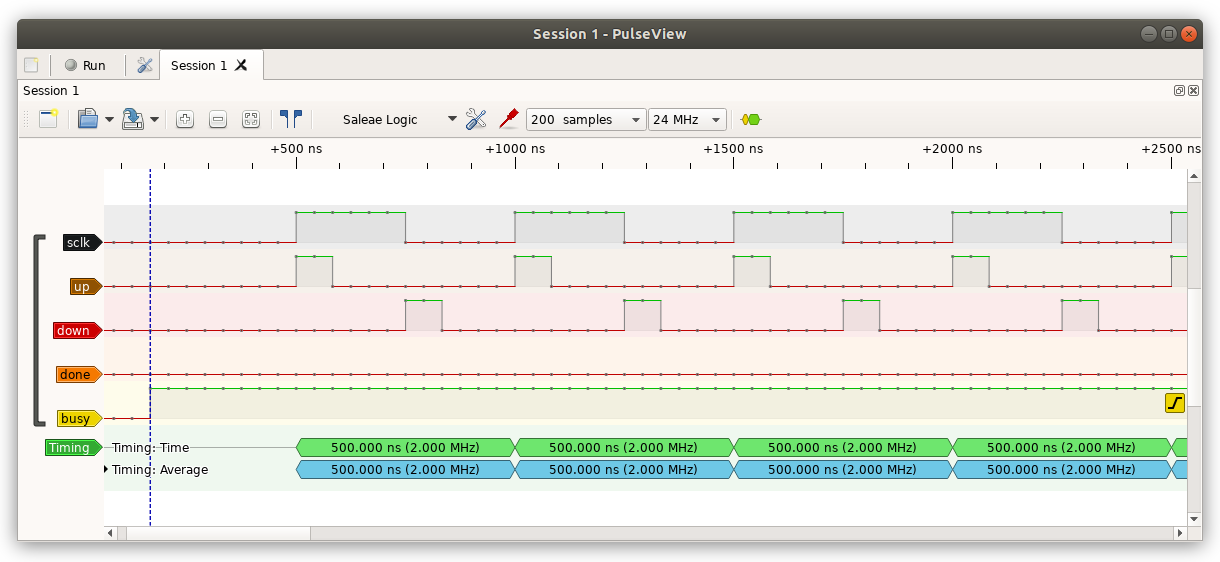 Session 1 - PulseView
Run
Session 1
Session 1
Saleae Logic
200 samples
24 MHz
+500 ns +1000 ns +1500 ns +2000 ns +2500 ns
sclk
up
down
done
busy
Timing Timing: Time 500.000 ns (2.000 MHz) 500.000 ns (2.000 MHz) 500.000 ns (2.000 MHz) 500.000 ns (2.000 MHz)
Timing: Average 500.000 ns (2.000 MHz) 500.000 ns (2.000 MHz) 500.000 ns (2.000 MHz) 500.000 ns (2.000 MHz)